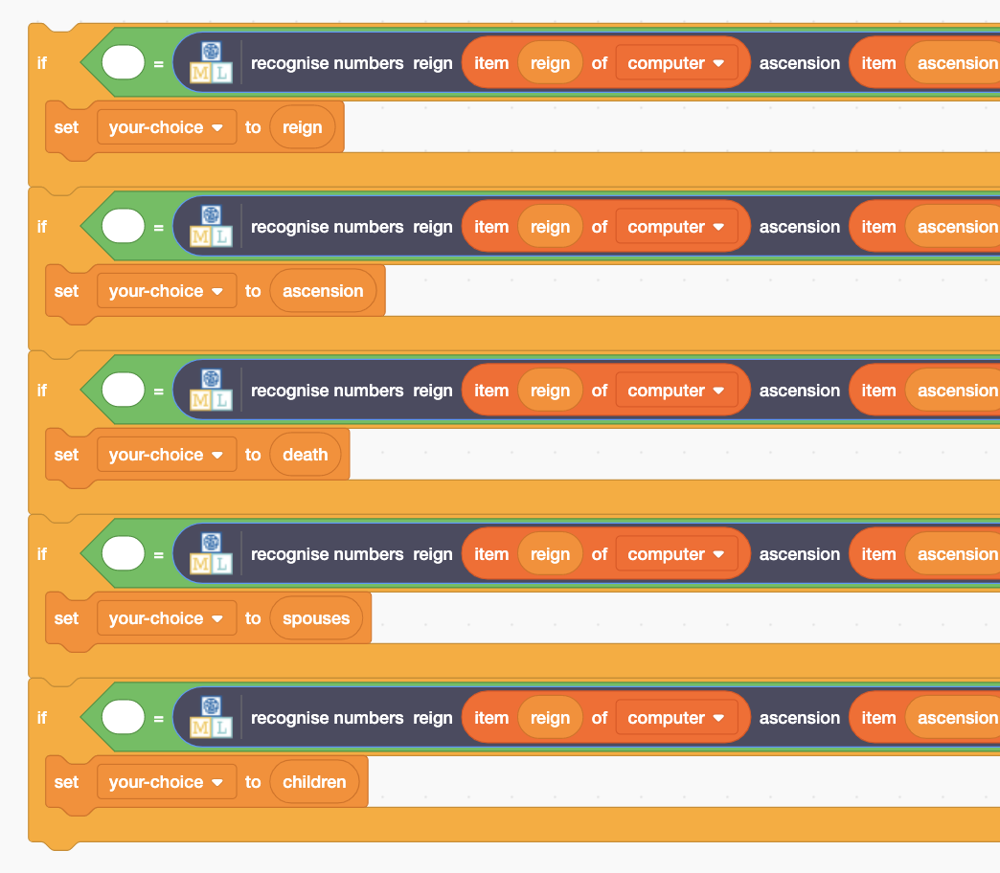 if = ML recognise numbers reign item reign of computer ascension item ascension
set your-choice to reign
if = ML recognise numbers reign item reign of computer ascension item ascension
set your-choice to ascension
if = ML recognise numbers reign item reign of computer ascension item ascension
set your-choice to death
if = ML recognise numbers reign item reign of computer ascension item ascension
set your-choice to spouses
if = ML recognise numbers reign item reign of computer ascension item ascension
set your-choice to children